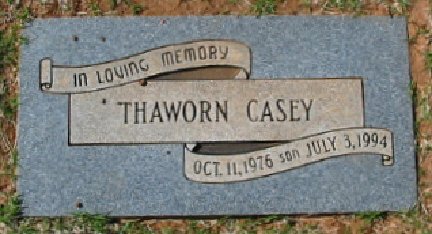 IN LOVING MEMORY
THAWORN CASEY
OCT. 11, 1976 son JULY 3, 1994